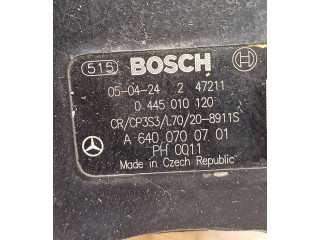 515 BOSCH
05-04-24 2 47211
0 445 010 120
CR/CP3S3/L70/20-8911S
A 640 070 07 01
PH 0011
Made in Czech Republic